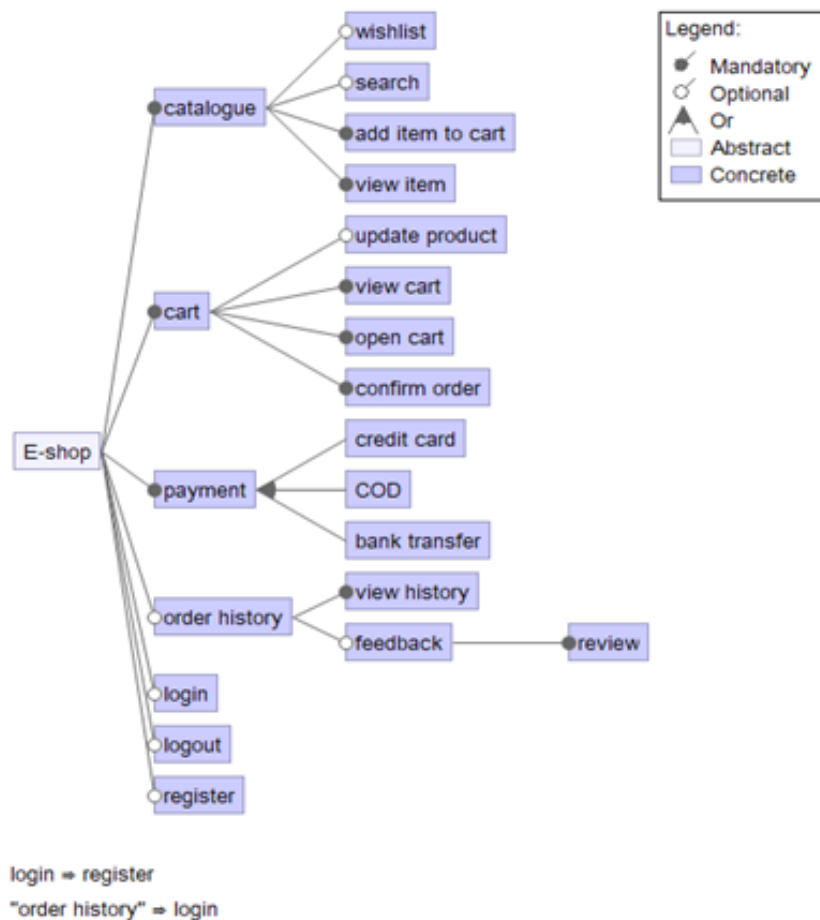 wishlist
Legend:
search
Mandatory
catalogue
Optional
add item to cart
Or
Abstract
view item
Concrete
update product
view cart
cart
open cart
confirm order
credit card
E-shop
payment
COD
bank transfer
view history
order history
feedback
review
login
logout
register
login ⇒ register
"order history" ⇒ login